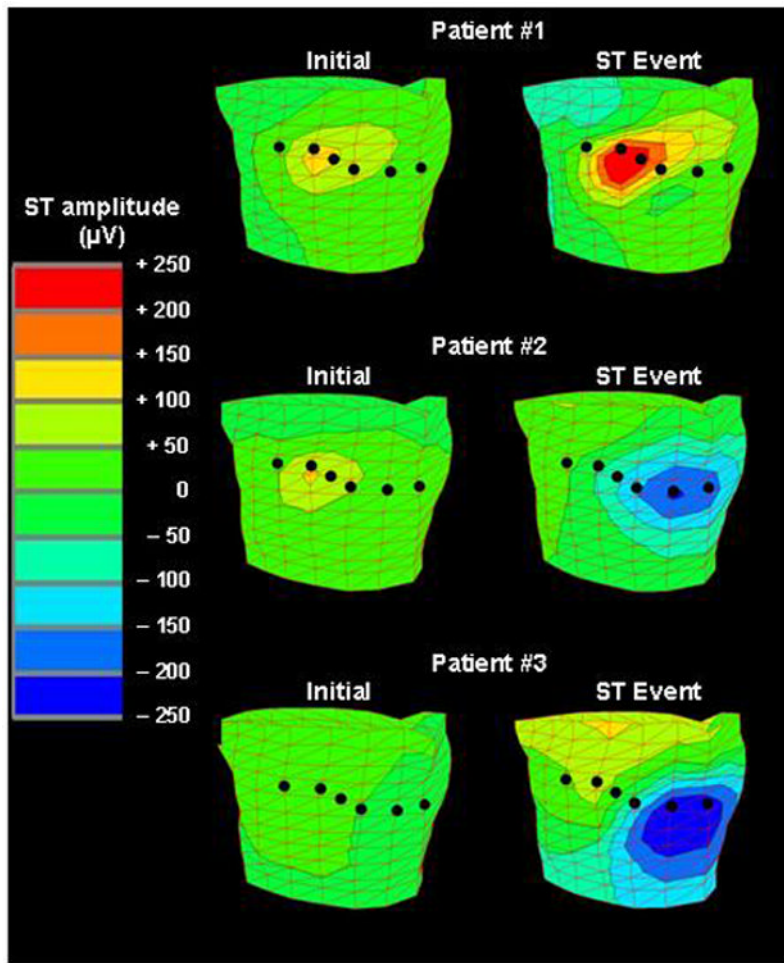 Patient #1
Initial
ST Event
ST amplitude
(μV)
+ 250
+ 200
+ 150
+ 100
+ 50
0
– 50
– 100
– 150
– 200
– 250
Patient #2
Initial
ST Event
Patient #3
Initial
ST Event